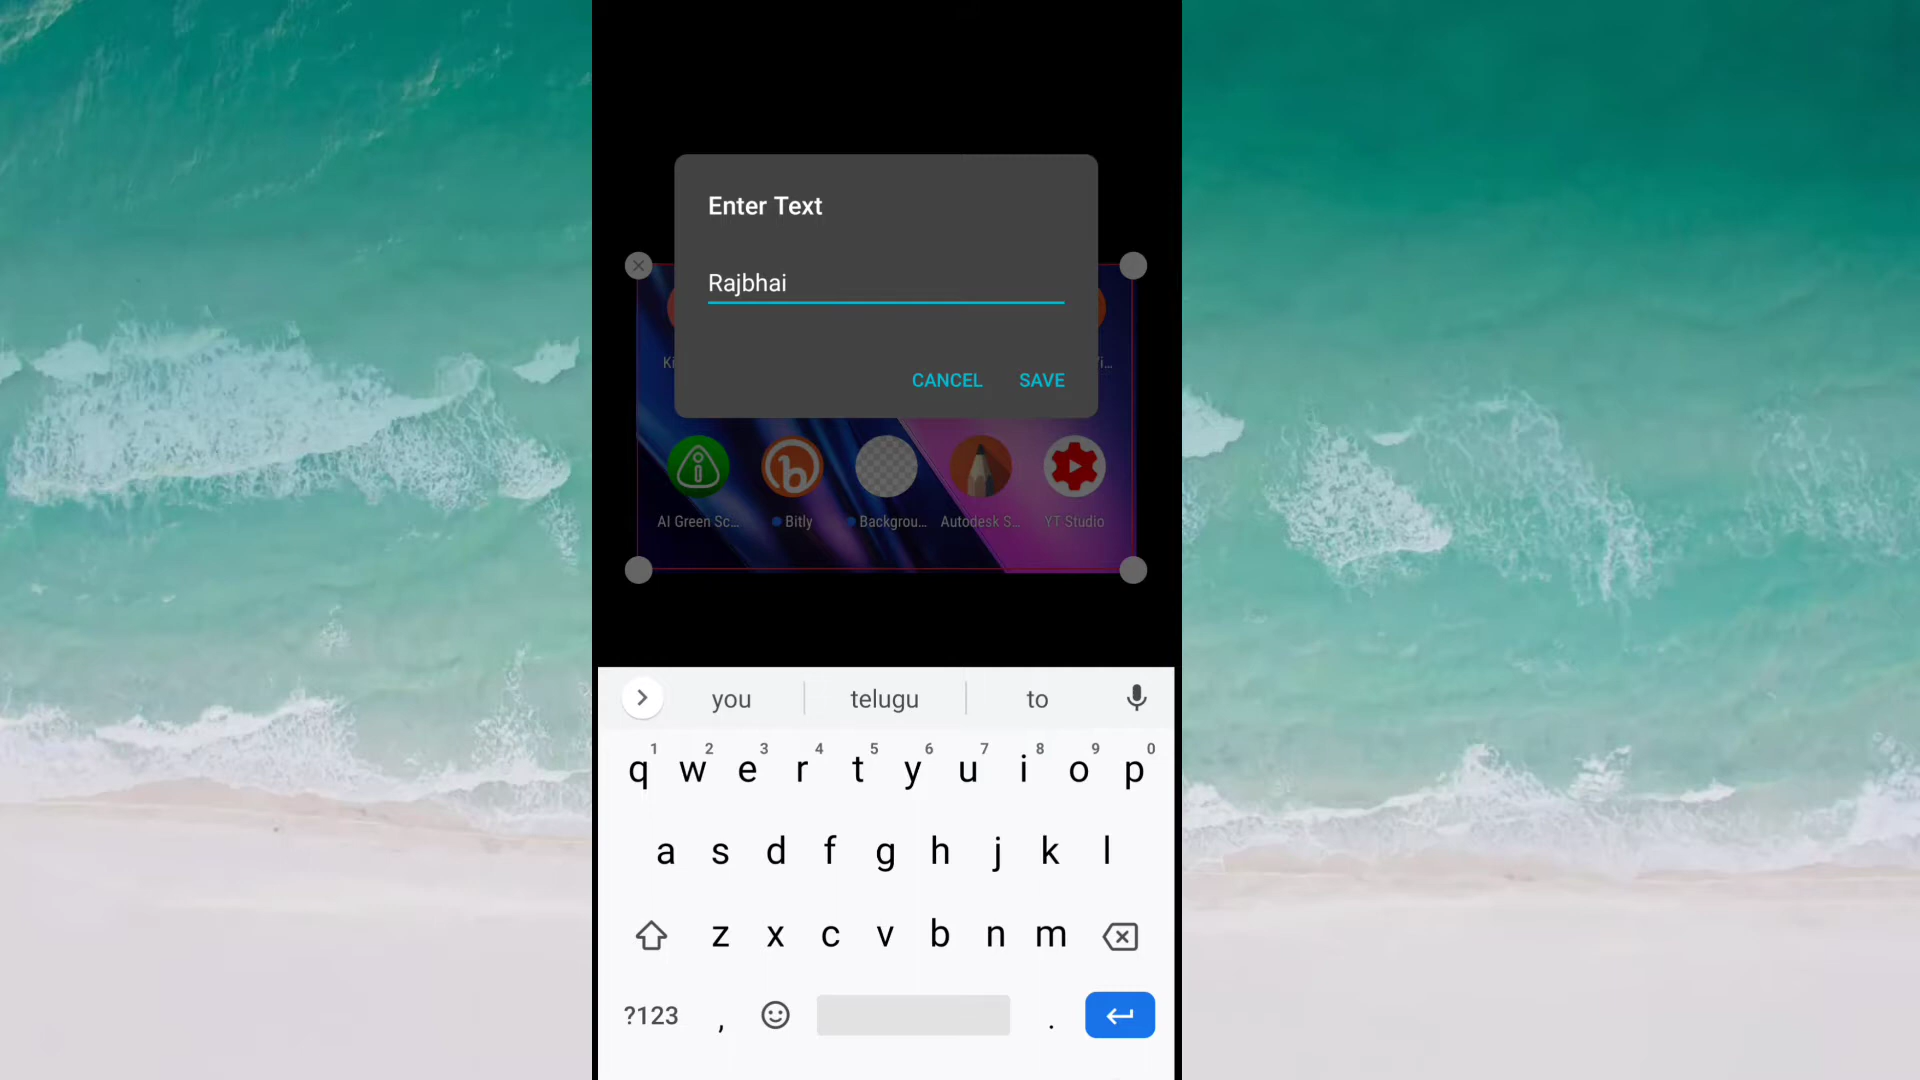 Enter Text
Rajbhai
Ki
i...
CANCEL SAVE
AI Green Sc... Bitly Backgrou... Autodesk S... YT Studio
you telugu to
1 2 3 4 5 6 7 8 9 0
q w e r t y u i o p
a s d f g h j k l
z x c v b n m
?123 , .